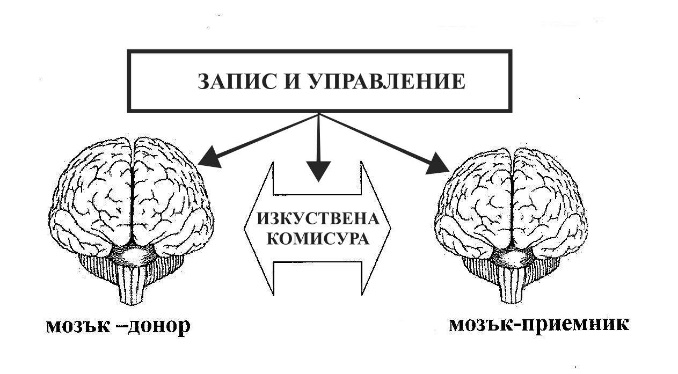 ЗАПИС И УПРАВЛЕНИЕ
ИЗКУСТВЕНА
КОМИСУРА
мозък –донор
мозък-приемник